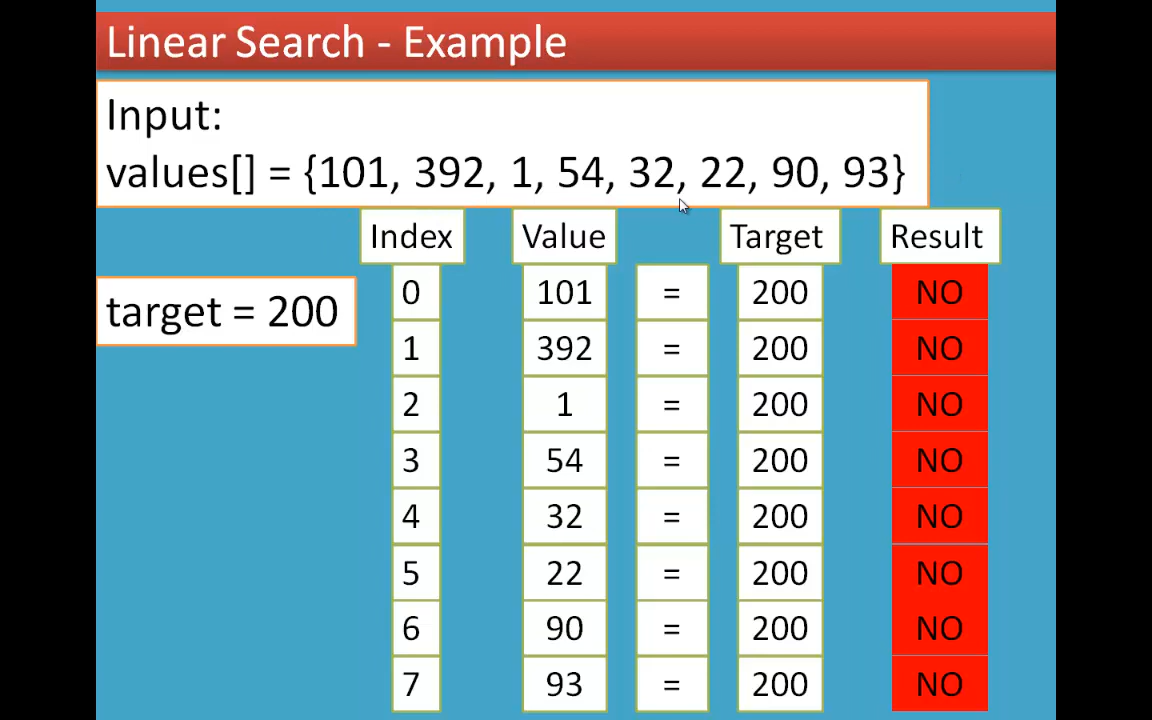 Linear Search - Example
Input:
values[] = {101, 392, 1, 54, 32, 22, 90, 93}
target = 200
Index Value Target Result
0 101 = 200 NO
1 392 = 200 NO
2 1 = 200 NO
3 54 = 200 NO
4 32 = 200 NO
5 22 = 200 NO
6 90 = 200 NO
7 93 = 200 NO